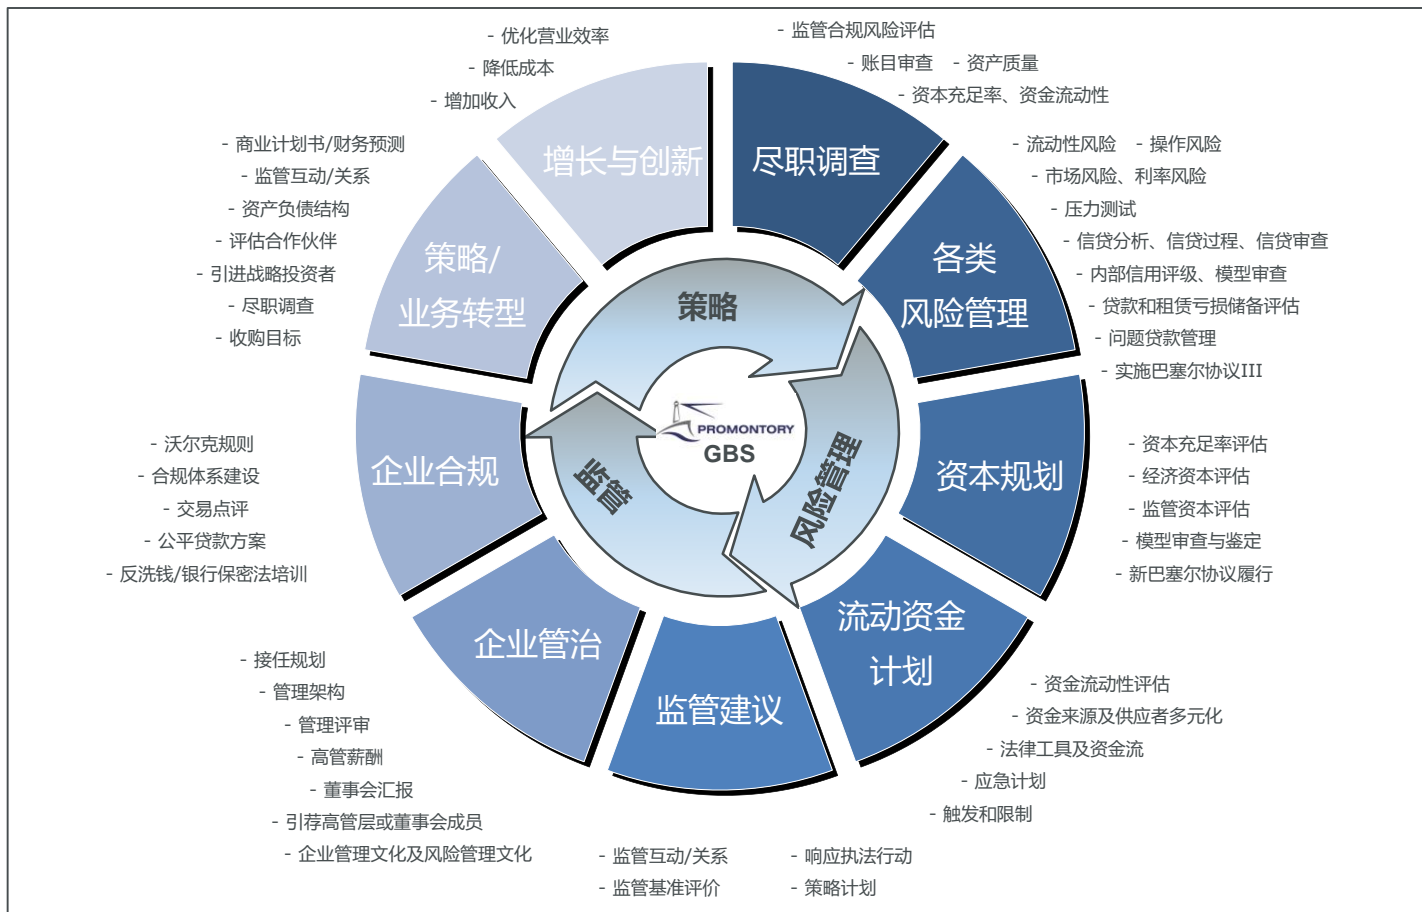 - 优化营业效率
- 降低成本
- 增加收入
增长与创新
- 监管合规风险评估
- 账目审查 - 资产质量
- 资本充足率、资金流动性
尽职调查
- 流动性风险 - 操作风险
- 市场风险、利率风险
- 压力测试
- 信贷分析、信贷过程、信贷审查
- 内部信用评级、模型审查
- 贷款和租赁亏损储备评估
- 问题贷款管理
- 实施巴塞尔协议III
各类
风险管理
- 资本充足率评估
- 经济资本评估
- 监管资本评估
- 模型审查与鉴定
- 新巴塞尔协议履行
资本规划
- 资金流动性评估
- 资金来源及供应者多元化
- 法律工具及资金流
- 应急计划
- 触发和限制
流动资金
计划
- 监管互动/关系 - 响应执法行动
- 监管基准评价 - 策略计划
监管建议
- 接任规划
- 管理架构
- 管理评审
- 高管薪酬
- 董事会汇报
- 引荐高管层或董事会成员
- 企业管理文化及风险管理文化
企业管治
- 沃尔克规则
- 合规体系建设
- 交易点评
- 公平贷款方案
- 反洗钱/银行保密法培训
企业合规
- 商业计划书/财务预测
- 监管互动/关系
- 资产负债结构
- 评估合作伙伴
- 引进战略投资者
- 尽职调查
- 收购目标
策略/
业务转型
策略
风险管理
监管
PROMONTORY
GBS